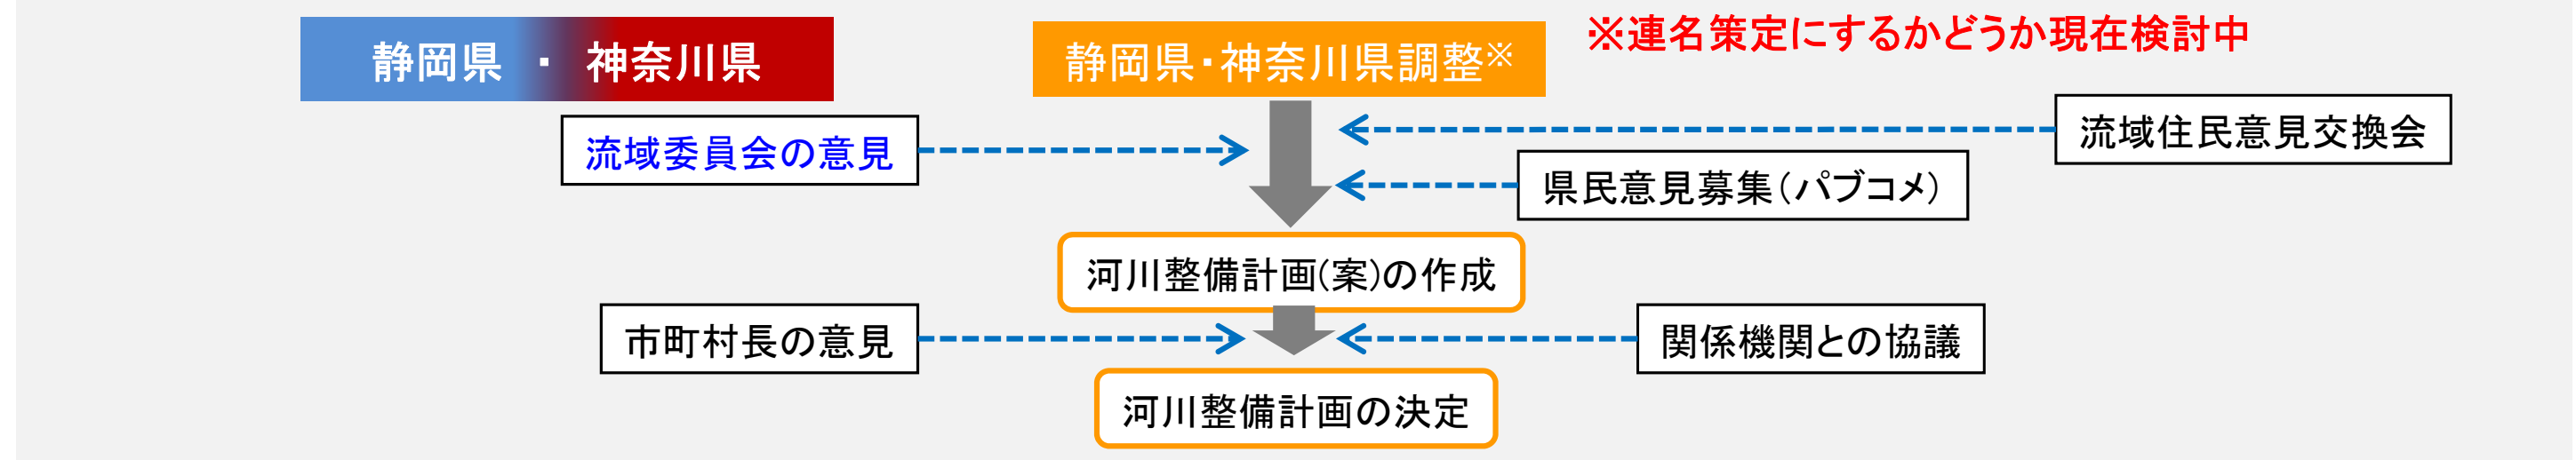 静岡県 ・ 神奈川県
静岡県・神奈川県調整※
※連名策定にするかどうか現在検討中
流域委員会の意見
流域住民意見交換会
県民意見募集(パブコメ)
河川整備計画(案)の作成
市町村長の意見
関係機関との協議
河川整備計画の決定